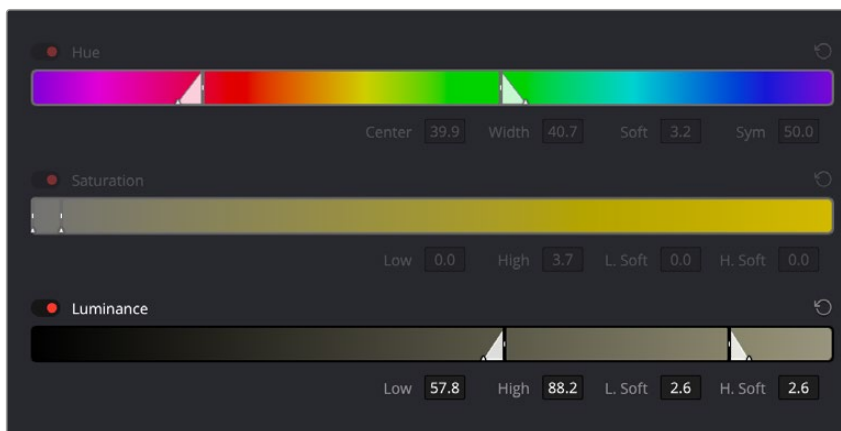 Hue
Center 39.9 Width 40.7 Soft 3.2 Sym 50.0
Saturation
Low 0.0 High 3.7 L. Soft 0.0 H. Soft 0.0
Luminance
Low 57.8 High 88.2 L. Soft 2.6 H. Soft 2.6